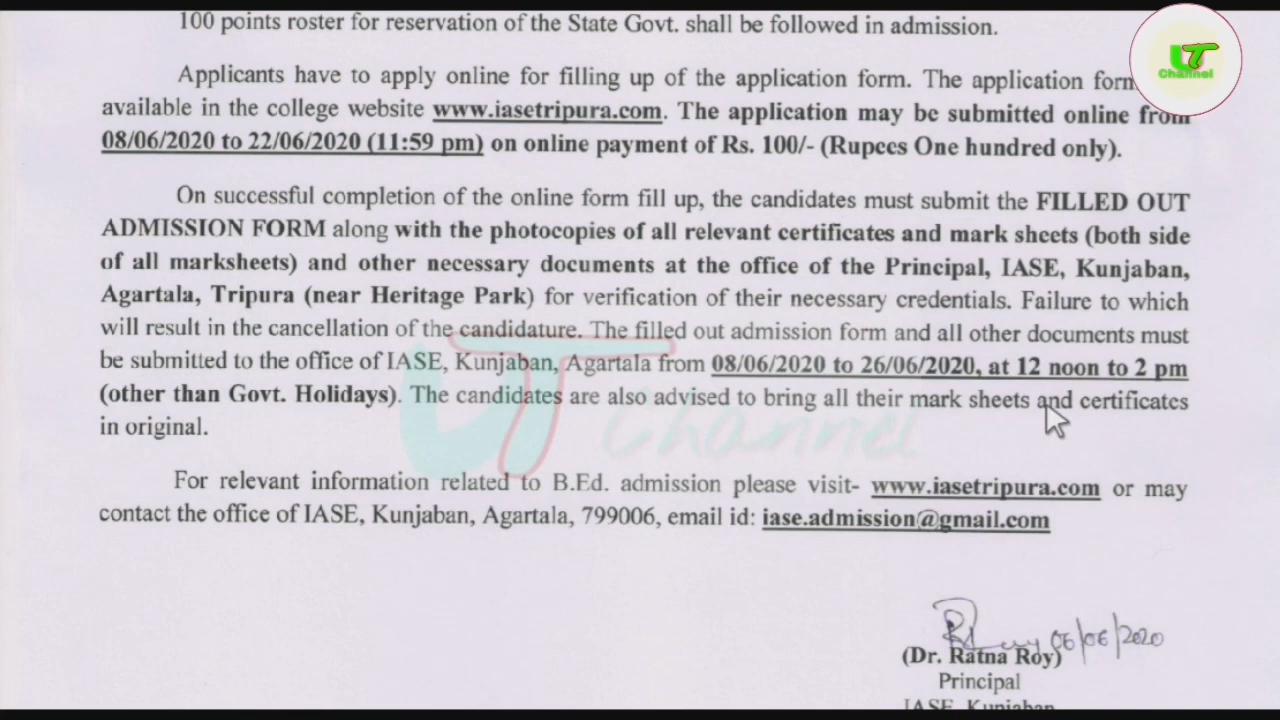 100 points roster for reservation of the State Govt. shall be followed in admission.
UT
Channel
Applicants have to apply online for filling up of the application form. The application form
available in the college website www.iasetripura.com. The application may be submitted online from
08/06/2020 to 22/06/2020 (11:59 pm) on online payment of Rs. 100/- (Rupees One hundred only).
On successful completion of the online form fill up, the candidates must submit the FILLED OUT
ADMISSION FORM along with the photocopies of all relevant certificates and mark sheets (both side
of all marksheets) and other necessary documents at the office of the Principal, IASE, Kunjaban,
Agartala, Tripura (near Heritage Park) for verification of their necessary credentials. Failure to which
will result in the cancellation of the candidature. The filled out admission form and all other documents must
be submitted to the office of IASE, Kunjaban, Agartala from 08/06/2020 to 26/06/2020, at 12 noon to 2 pm
(other than Govt. Holidays). The candidates are also advised to bring all their mark sheets and certificates
in original.
UT Channel
For relevant information related to B.Ed. admission please visit- www.iasetripura.com or may
contact the office of IASE, Kunjaban, Agartala, 799006, email id: iase.admission@gmail.com
06/06/2020
(Dr. Ratna Roy)
Principal
IASE, Kunjaban